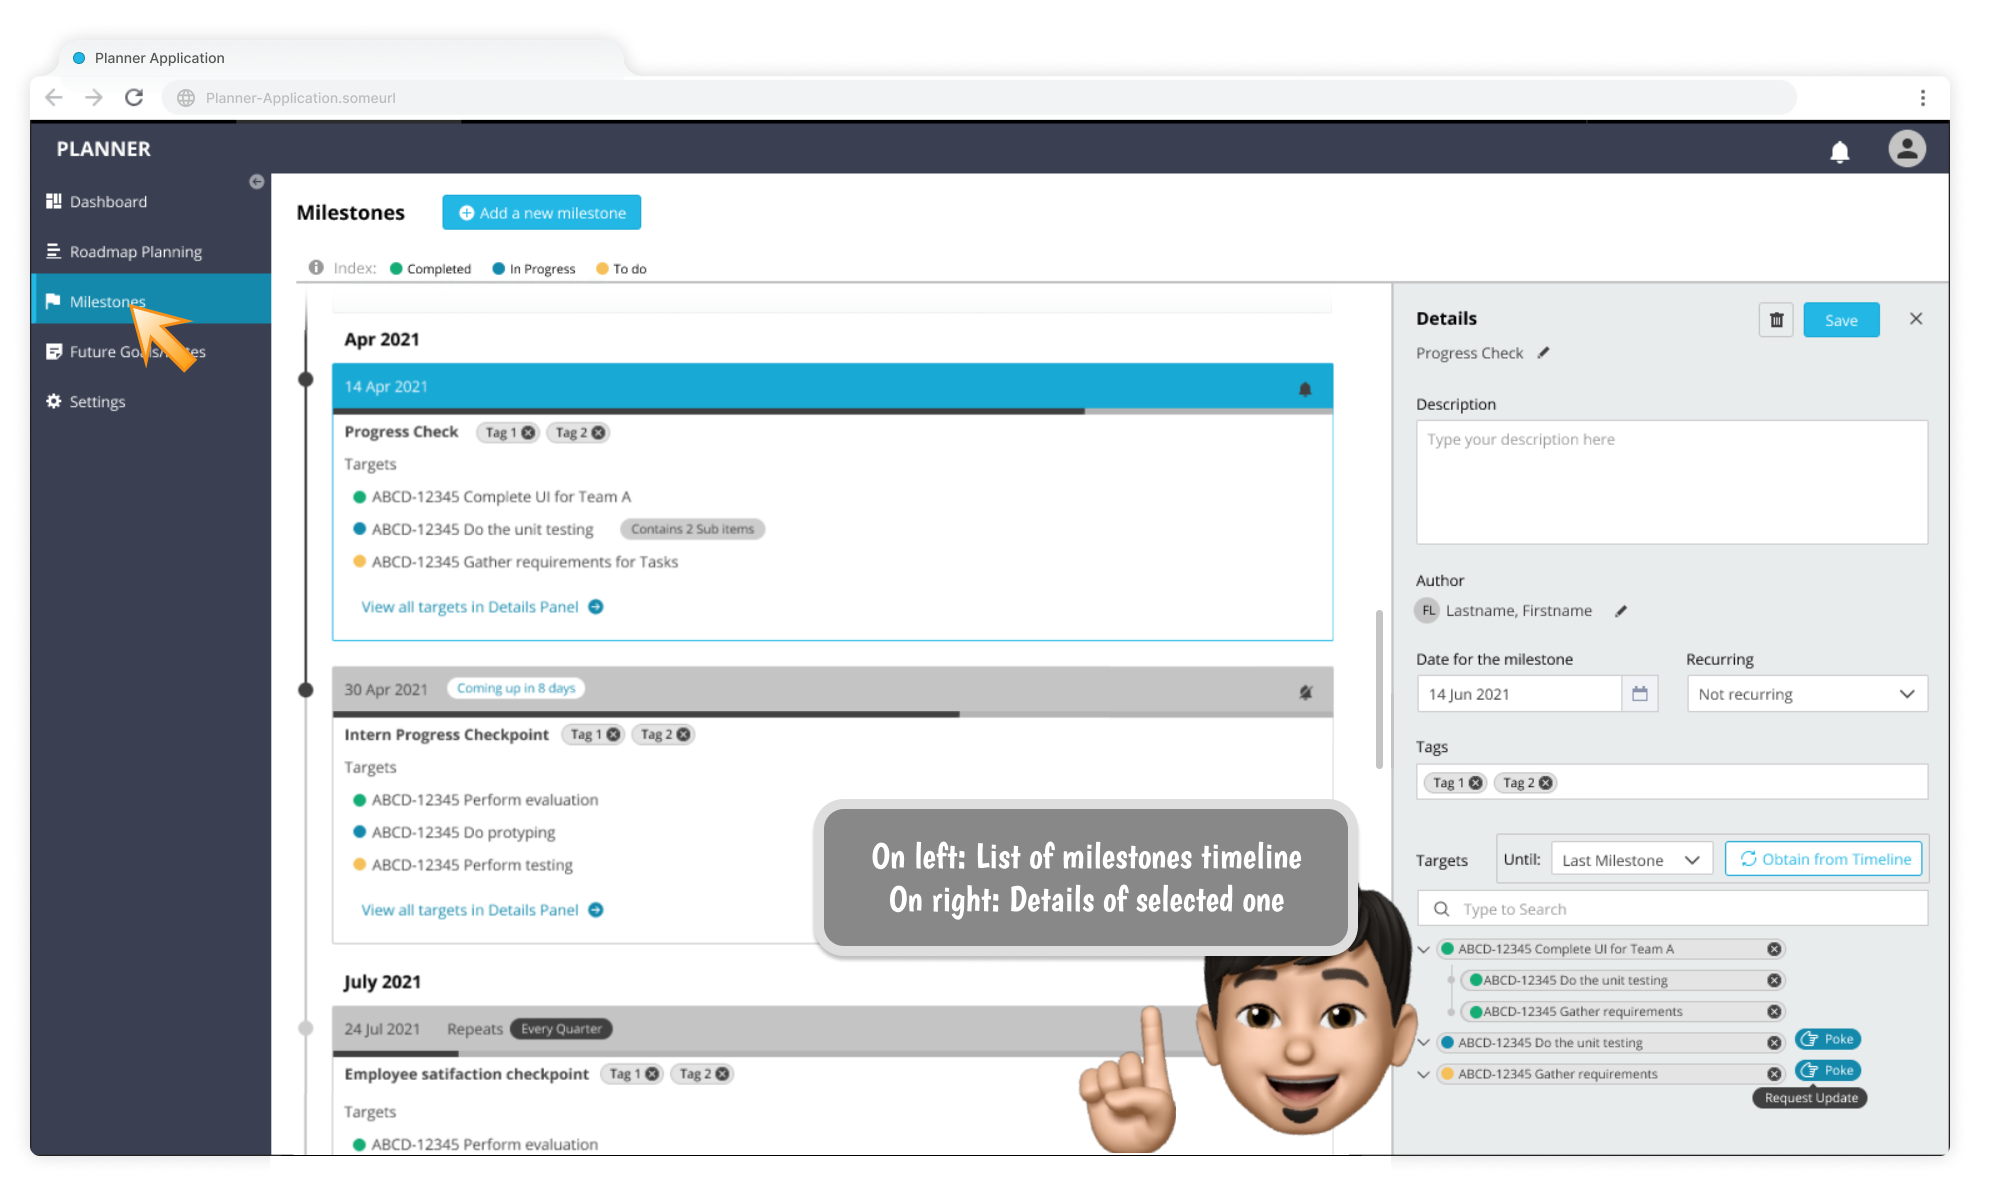 Planner Application
Planner-Application.someurl
PLANNER
Dashboard
Roadmap Planning
Milestones
Settings
Milestones
Add a new milestone
Index: Completed In Progress To do
Apr 2021
14 Apr 2021
Progress Check Tag 1 Tag 2
Targets
ABCD-12345 Complete UI for Team A
ABCD-12345 Do the unit testing Contains 2 Sub items
ABCD-12345 Gather requirements for Tasks
View all targets in Details Panel
30 Apr 2021 Coming up in 8 days
Intern Progress Checkpoint Tag 1 Tag 2
Targets
ABCD-12345 Perform evaluation
ABCD-12345 Do protyping
ABCD-12345 Perform testing
View all targets in Details Panel
July 2021
24 Jul 2021 Repeats Every Quarter
Employee satifaction checkpoint Tag 1 Tag 2
Targets
ABCD-12345 Perform evaluation
On left: List of milestones timeline
On right: Details of selected one
Details
Save
Progress Check
Description
Type your description here
Author
FL Lastname, Firstname
Date for the milestone Recurring
14 Jun 2021 Not recurring
Tags
Tag 1 Tag 2
Targets Until: Last Milestone Obtain from Timeline
Type to Search
ABCD-12345 Complete UI for Team A
ABCD-12345 Do the unit testing
ABCD-12345 Gather requirements
ABCD-12345 Do the unit testing Poke
ABCD-12345 Gather requirements Poke
Request Update
Future